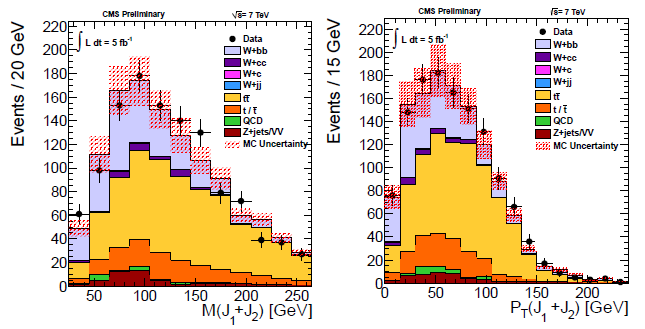 CMS Preliminary
√s = 7 TeV
∫ L dt = 5 fb⁻¹
Events / 20 GeV
220
200
180
160
140
120
100
80
60
40
20
0
Data
W+bb
W+cc
W+c
W+jj
tt̄
t / t̄
QCD
Z+jets/VV
MC Uncertainty
50 100 150 200 250
M(J₁+J₂) [GeV]
CMS Preliminary
√s = 7 TeV
∫ L dt = 5 fb⁻¹
Events / 15 GeV
220
200
180
160
140
120
100
80
60
40
20
0
Data
W+bb
W+cc
W+c
W+jj
tt̄
t / t̄
QCD
Z+jets/VV
MC Uncertainty
0 50 100 150 200
P_T(J₁+J₂) [GeV]